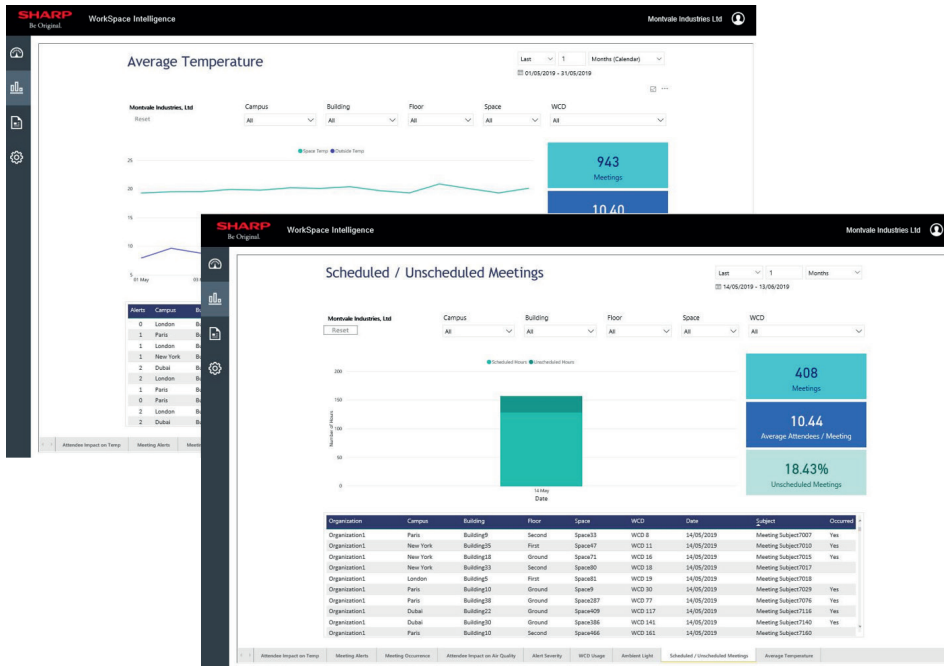 SHARP
Be Original.
WorkSpace Intelligence
Montvale Industries Ltd
Average Temperature
Last 1 Months (Calendar)
01/05/2019 - 31/05/2019
Montvale Industries, Ltd Campus Building Floor Space WCD
Reset All All All All All
Space Temp Outside Temp
25
20
15
10
5
01 May
943
Meetings
10.40
Alerts Campus
0 London
1 Paris
1 London
1 New York
2 Dubai
2 London
1 Paris
0 Paris
2 London
2 Dubai
Attendee Impact on Temp Meeting Alerts
SHARP
Be Original.
WorkSpace Intelligence
Montvale Industries Ltd
Scheduled / Unscheduled Meetings
Last 1 Months
14/05/2019 - 13/06/2019
Montvale Industries, Ltd Campus Building Floor Space WCD
Reset All All All All All
Scheduled Hours Unscheduled Hours
Number of Hours
200
150
100
50
0
14 May
Date
408
Meetings
10.44
Average Attendees / Meeting
18.43%
Unscheduled Meetings
Organization Campus Building Floor Space WCD Date Subject Occurred
Organization1 Paris Building9 Second Space33 WCD 8 14/05/2019 Meeting Subject7007 Yes
Organization1 New York Building35 First Space47 WCD 11 14/05/2019 Meeting Subject7010 Yes
Organization1 New York Building18 Ground Space71 WCD 16 14/05/2019 Meeting Subject7015 Yes
Organization1 New York Building33 Second Space80 WCD 18 14/05/2019 Meeting Subject7017
Organization1 London Building5 First Space81 WCD 19 14/05/2019 Meeting Subject7018
Organization1 Paris Building10 Ground Space9 WCD 30 14/05/2019 Meeting Subject7029 Yes
Organization1 Paris Building38 Ground Space287 WCD 77 14/05/2019 Meeting Subject7076 Yes
Organization1 Dubai Building22 Ground Space409 WCD 117 14/05/2019 Meeting Subject7116 Yes
Organization1 Dubai Building30 Ground Space386 WCD 141 14/05/2019 Meeting Subject7140 Yes
Organization1 Paris Building10 Second Space466 WCD 161 14/05/2019 Meeting Subject7160
Attendee Impact on Temp Meeting Alerts Meeting Occurrence Attendee Impact on Air Quality Alert Severity WCD Usage Ambient Light Scheduled / Unscheduled Meetings Average Temperature